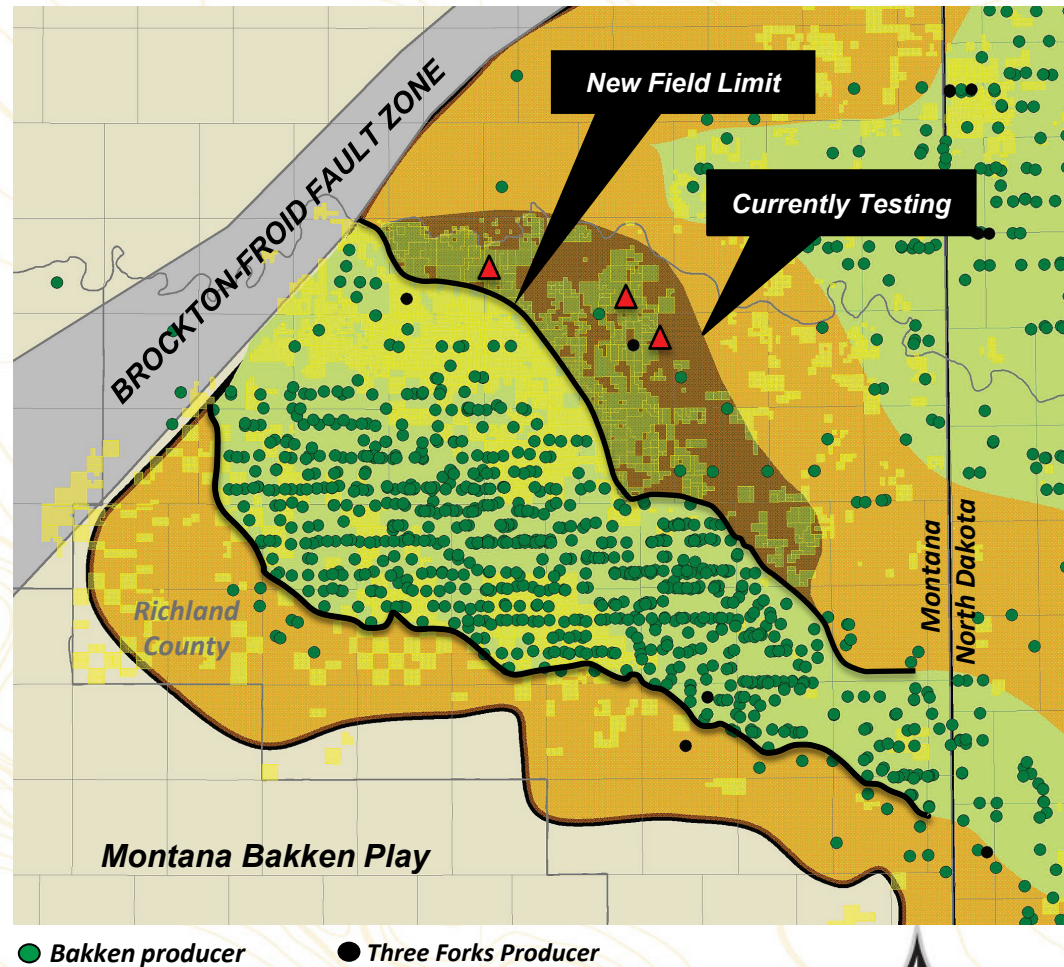 New Field Limit
BROCKTON-FROID FAULT ZONE
Currently Testing
Montana
North Dakota
Richland
County
Montana Bakken Play
Bakken producer
Three Forks Producer